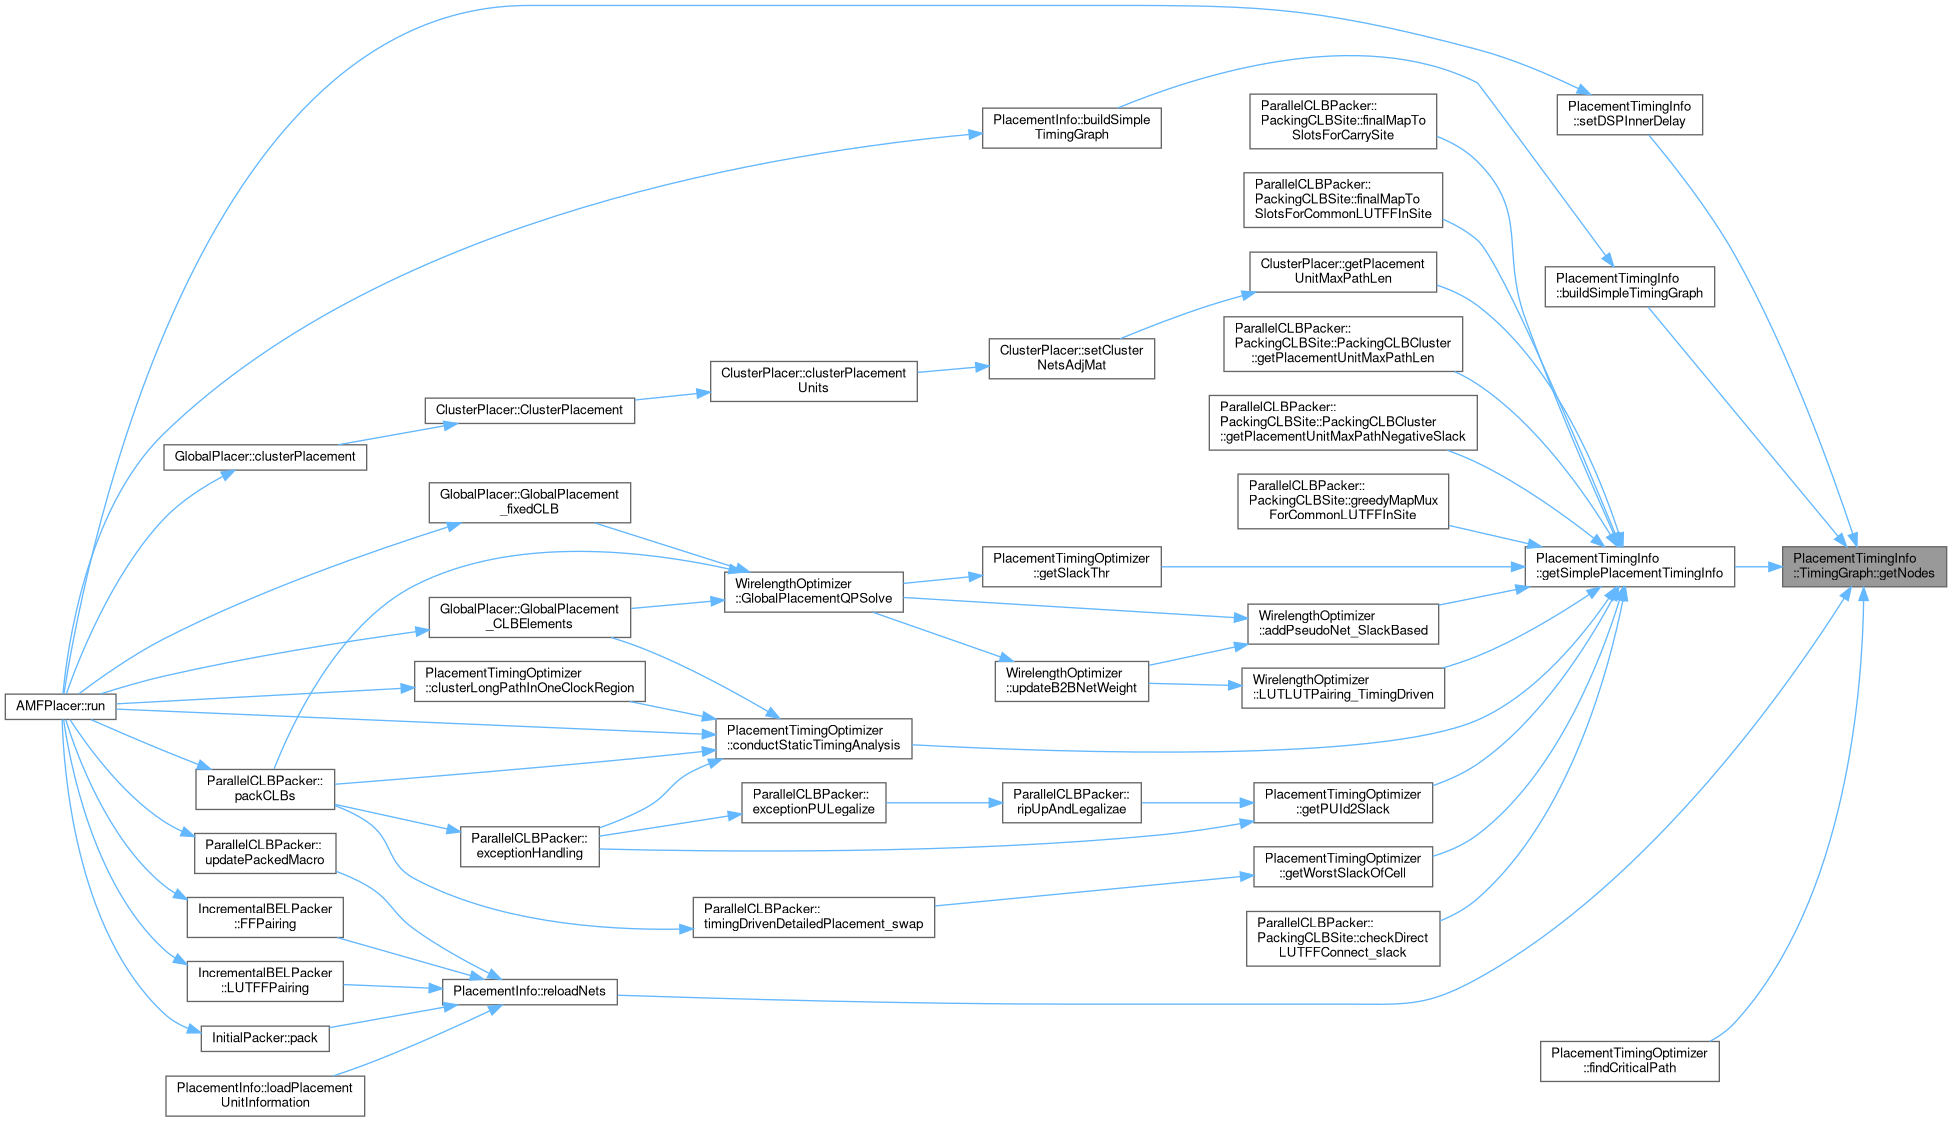 PlacementTimingInfo
::setDSPInnerDelay
ParallelCLBPacker::
PackingCLBSite::finalMapTo
SlotsForCarrySite
PlacementInfo::buildSimple
TimingGraph
ParallelCLBPacker::
PackingCLBSite::finalMapTo
SlotsForCommonLUTFFInSite
ClusterPlacer::getPlacement
UnitMaxPathLen
PlacementTimingInfo
::buildSimpleTimingGraph
ParallelCLBPacker::
PackingCLBSite::PackingCLBCluster
::getPlacementUnitMaxPathLen
ClusterPlacer::setCluster
NetsAdjMat
ClusterPlacer::clusterPlacement
Units
ClusterPlacer::ClusterPlacement
GlobalPlacer::clusterPlacement
ParallelCLBPacker::
PackingCLBSite::PackingCLBCluster
::getPlacementUnitMaxPathNegativeSlack
GlobalPlacer::GlobalPlacement
_fixedCLB
ParallelCLBPacker::
PackingCLBSite::greedyMapMux
ForCommonLUTFFInSite
PlacementTimingOptimizer
::getSlackThr
PlacementTimingInfo
::getSimplePlacementTimingInfo
PlacementTimingInfo
::TimingGraph::getNodes
WirelengthOptimizer
::GlobalPlacementQPSolve
GlobalPlacer::GlobalPlacement
_CLBElements
WirelengthOptimizer
::addPseudoNet_SlackBased
PlacementTimingOptimizer
::clusterLongPathInOneClockRegion
WirelengthOptimizer
::updateB2BNetWeight
WirelengthOptimizer
::LUTLUTPairing_TimingDriven
AMFPlacer::run
PlacementTimingOptimizer
::conductStaticTimingAnalysis
ParallelCLBPacker::
packCLBs
ParallelCLBPacker::
exceptionPULegalize
ParallelCLBPacker::
ripUpAndLegalizae
PlacementTimingOptimizer
::getPUId2Slack
ParallelCLBPacker::
exceptionHandling
ParallelCLBPacker::
updatePackedMacro
PlacementTimingOptimizer
::getWorstSlackOfCell
IncrementalBELPacker
::FFPairing
ParallelCLBPacker::
timingDrivenDetailedPlacement_swap
ParallelCLBPacker::
PackingCLBSite::checkDirect
LUTFFConnect_slack
IncrementalBELPacker
::LUTFFPairing
PlacementInfo::reloadNets
InitialPacker::pack
PlacementTimingOptimizer
::findCriticalPath
PlacementInfo::loadPlacement
UnitInformation